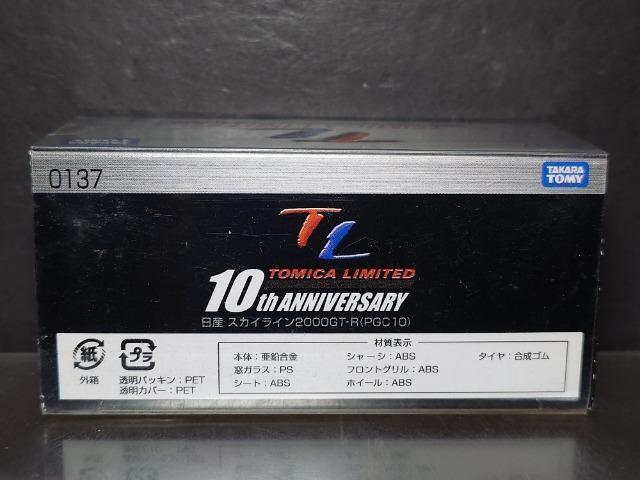 0137
TAKARA TOMY
TL
TOMICA LIMITED
10th ANNIVERSARY
日産 スカイライン2000GT-R(PGC10)
紙
外箱
プラ
透明パッキン:PET
透明カバー:PET
材質表示
本体:亜鉛合金 シャーシ:ABS タイヤ:合成ゴム
窓ガラス:PS フロントグリル:ABS
シート:ABS ホイール:ABS